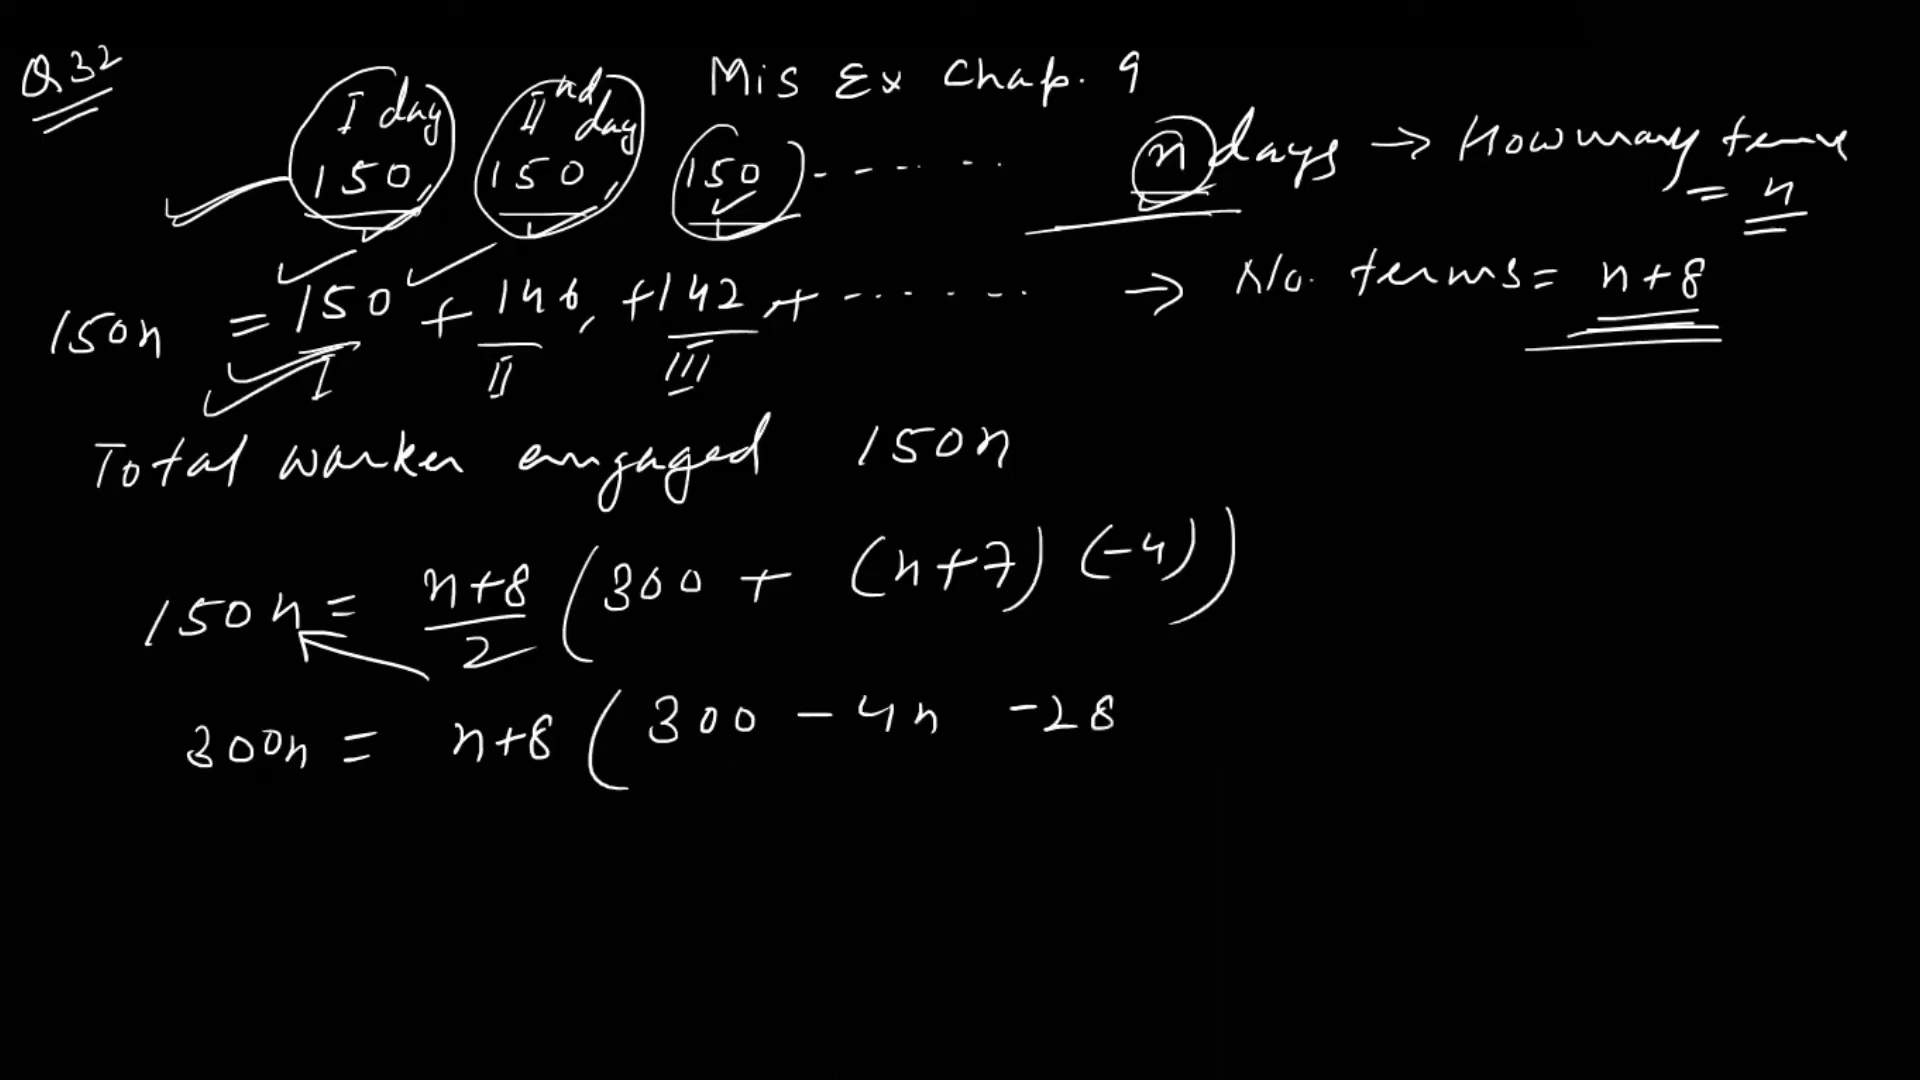 Q32
Mis Ex Chap. 9
I day IInd day
150 150 150 ------ n days → How many terms
= n
150n = 150 + 146, + 142 + ------ → No. terms = n+8
I II III
Total worker engaged 150n
150n = n+8/2 (300 + (n+7) (-4))
300n = n+8 (300 - 4n - 28